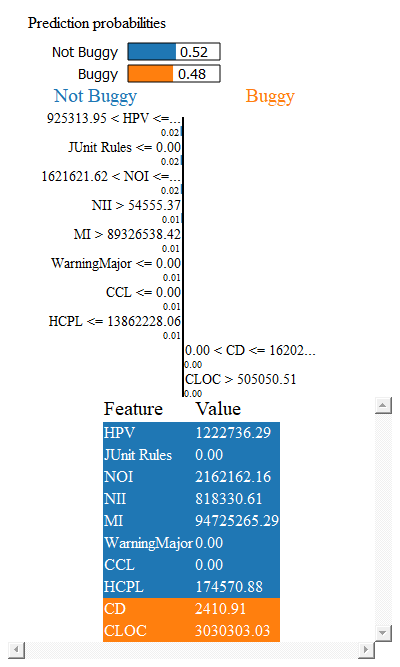 Prediction probabilities
Not Buggy 0.52
Buggy 0.48
Not Buggy Buggy
925313.95 < HPV <=...
0.02
JUnit Rules <= 0.00
0.02
1621621.62 < NOI <=...
0.02
NII > 54555.37
0.01
MI > 89326538.42
0.01
WarningMajor <= 0.00
0.01
CCL <= 0.00
0.01
HCPL <= 13862228.06
0.01
0.00 < CD <= 16202...
0.00
CLOC > 505050.51
0.00
Feature Value
HPV 1222736.29
JUnit Rules 0.00
NOI 2162162.16
NII 818330.61
MI 94725265.29
WarningMajor 0.00
CCL 0.00
HCPL 174570.88
CD 2410.91
CLOC 3030303.03